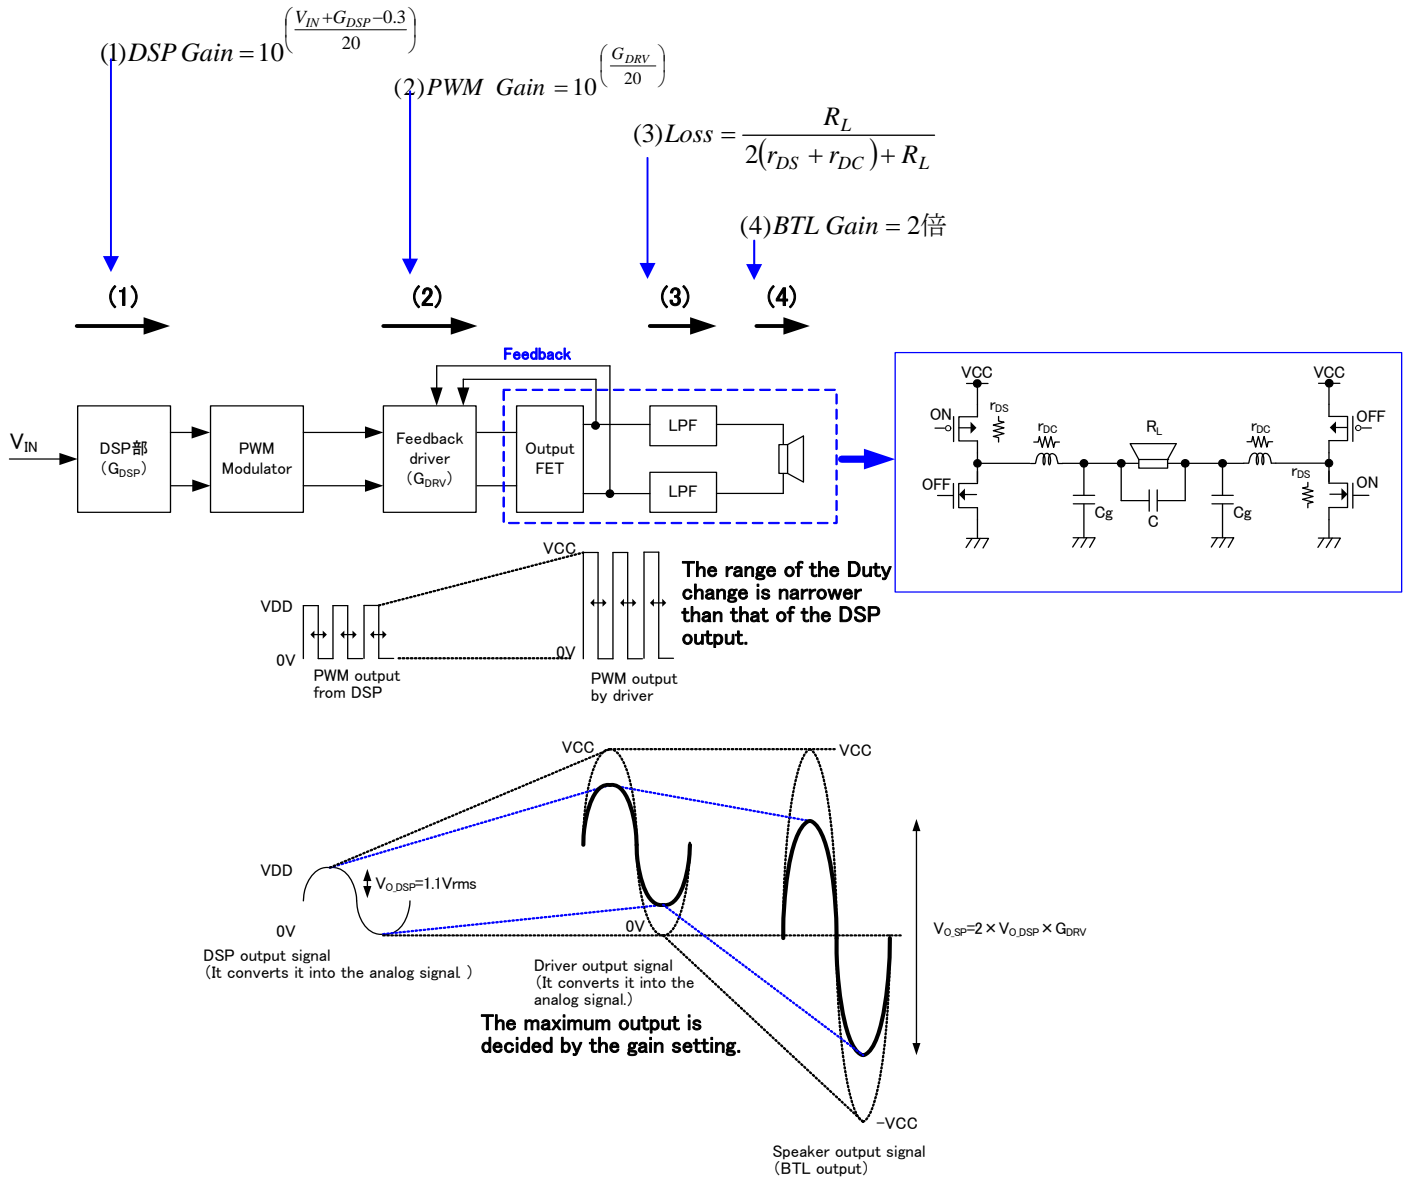 (1)DSP Gain = 10^((V_IN+G_DSP−0.3)/20)
(2)PWM Gain = 10^(G_DRV/20)
(3)Loss = R_L/(2(r_DS + r_DC)+ R_L)
(4)BTL Gain = 2倍
(1)
(2)
(3)
(4)
Feedback
V_IN
DSP部
(G_DSP)
PWM
Modulator
Feedback
driver
(G_DRV)
Output
FET
LPF
LPF
VCC
VCC
ON
r_DS
r_DC
R_L
r_DC
OFF
OFF
r_DS
ON
Cg
C
Cg
VCC
VDD
0V
0V
PWM output
from DSP
PWM output
by driver
The range of the Duty
change is narrower
than that of the DSP
output.
VCC
VCC
VDD
V_O_DSP=1.1Vrms
0V
0V
V_O_SP=2×V_O_DSP×G_DRV
DSP output signal
(It converts it into the analog signal. )
Driver output signal
(It converts it into the
analog signal.)
The maximum output is
decided by the gain setting.
-VCC
Speaker output signal
(BTL output)